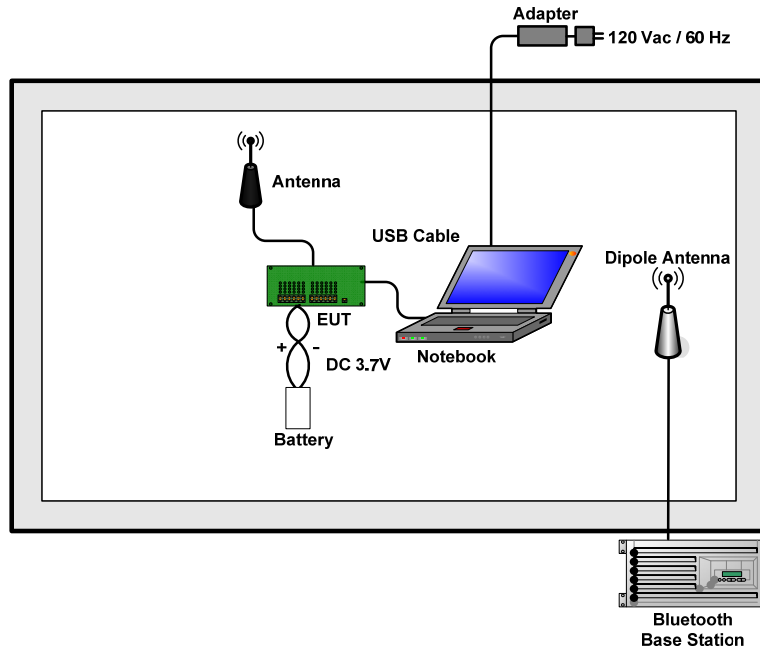 Adapter
120 Vac / 60 Hz
Antenna
USB Cable
Dipole Antenna
EUT
Notebook
+ -
DC 3.7V
Battery
Bluetooth
Base Station